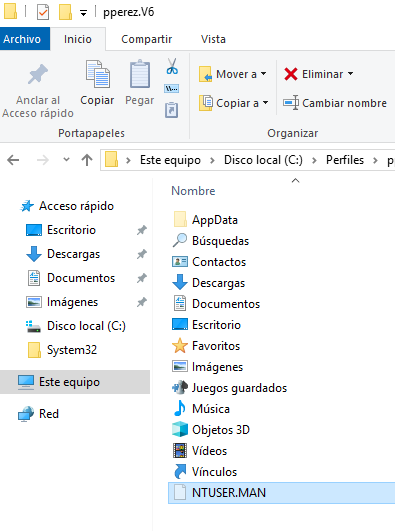 pperez.V6
Archivo Inicio Compartir Vista
Anclar al Acceso rápido
Copiar
Pegar
Mover a
Copiar a
Eliminar
Cambiar nombre
Portapapeles
Organizar
Este equipo Disco local (C:) Perfiles
Nombre
Acceso rápido
Escritorio
Descargas
Documentos
Imágenes
Disco local (C:)
System32
Este equipo
Red
AppData
Búsquedas
Contactos
Descargas
Documentos
Escritorio
Favoritos
Imágenes
Juegos guardados
Música
Objetos 3D
Vídeos
Vínculos
NTUSER.MAN